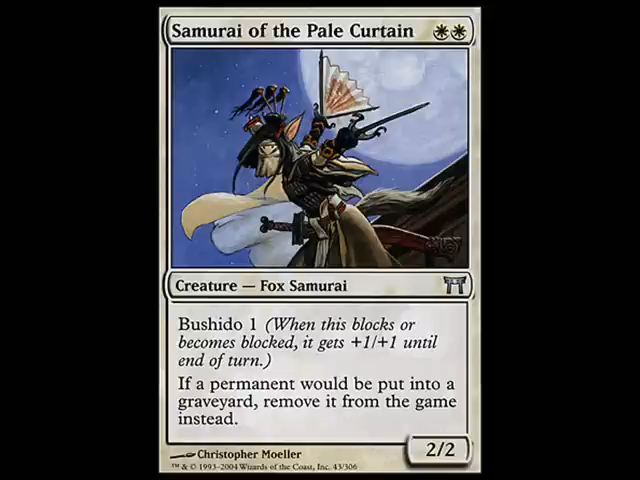 Samurai of the Pale Curtain
Creature — Fox Samurai
Bushido 1 (When this blocks or
becomes blocked, it gets +1/+1 until
end of turn.)
If a permanent would be put into a
graveyard, remove it from the game
instead.
2/2
Christopher Moeller
™ & © 1993–2004 Wizards of the Coast, Inc. 43/306